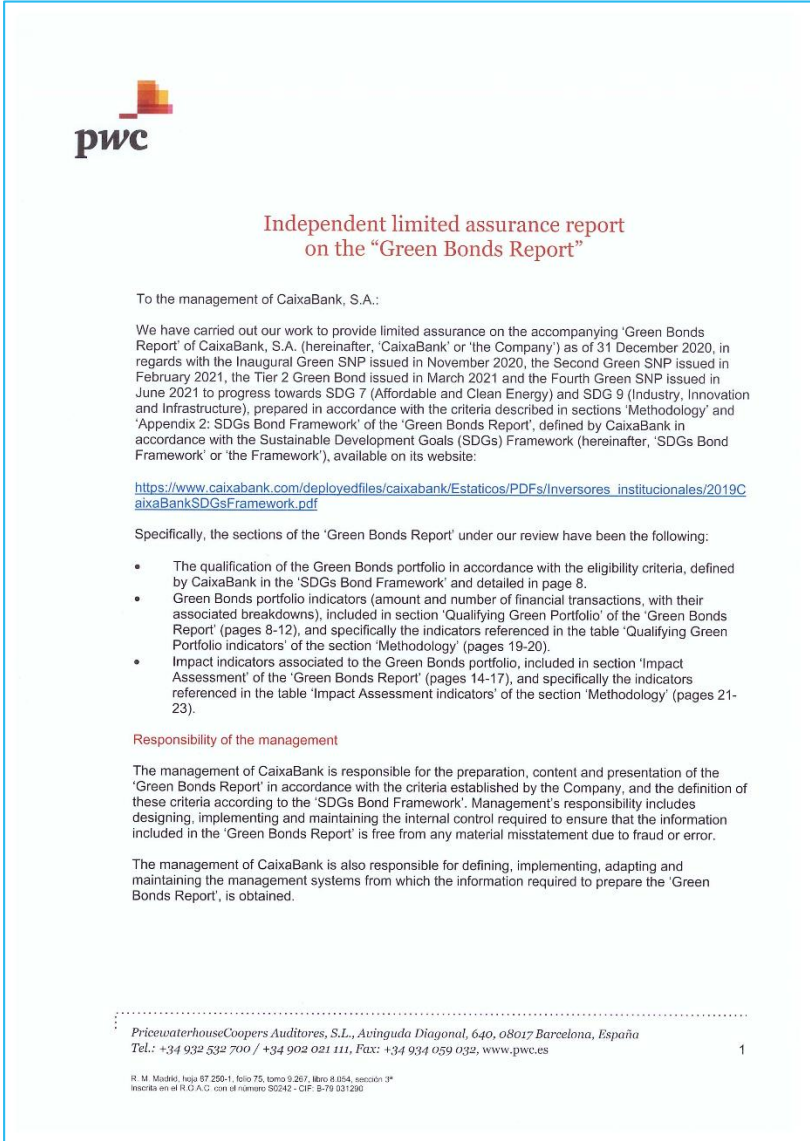 pwc
Independent limited assurance report
on the “Green Bonds Report”
To the management of CaixaBank, S.A.:
We have carried out our work to provide limited assurance on the accompanying ‘Green Bonds
Report’ of CaixaBank, S.A. (hereinafter, ‘CaixaBank’ or ‘the Company’) as of 31 December 2020, in
regards with the Inaugural Green SNP issued in November 2020, the Second Green SNP issued in
February 2021, the Tier 2 Green Bond issued in March 2021 and the Fourth Green SNP issued in
June 2021 to progress towards SDG 7 (Affordable and Clean Energy) and SDG 9 (Industry, Innovation
and Infrastructure), prepared in accordance with the criteria described in sections ‘Methodology’ and
‘Appendix 2: SDGs Bond Framework’ of the ‘Green Bonds Report’, defined by CaixaBank in
accordance with the Sustainable Development Goals (SDGs) Framework (hereinafter, ‘SDGs Bond
Framework’ or ‘the Framework’), available on its website:
https://www.caixabank.com/deployedfiles/caixabank/Estaticos/PDFs/Inversores_institucionales/2019C
aixaBankSDGsFramework.pdf
Specifically, the sections of the ‘Green Bonds Report’ under our review have been the following:
• The qualification of the Green Bonds portfolio in accordance with the eligibility criteria, defined
by CaixaBank in the ‘SDGs Bond Framework’ and detailed in page 8.
• Green Bonds portfolio indicators (amount and number of financial transactions, with their
associated breakdowns), included in section ‘Qualifying Green Portfolio’ of the ‘Green Bonds
Report’ (pages 8-12), and specifically the indicators referenced in the table ‘Qualifying Green
Portfolio indicators’ of the section ‘Methodology’ (pages 19-20).
• Impact indicators associated to the Green Bonds portfolio, included in section ‘Impact
Assessment’ of the ‘Green Bonds Report’ (pages 14-17), and specifically the indicators
referenced in the table ‘Impact Assessment indicators’ of the section ‘Methodology’ (pages 21-
23).
Responsibility of the management
The management of CaixaBank is responsible for the preparation, content and presentation of the
‘Green Bonds Report’ in accordance with the criteria established by the Company, and the definition of
these criteria according to the ‘SDGs Bond Framework’. Management’s responsibility includes
designing, implementing and maintaining the internal control required to ensure that the information
included in the ‘Green Bonds Report’ is free from any material misstatement due to fraud or error.
The management of CaixaBank is also responsible for defining, implementing, adapting and
maintaining the management systems from which the information required to prepare the ‘Green
Bonds Report’, is obtained.
PricewaterhouseCoopers Auditores, S.L., Avinguda Diagonal, 640, 08017 Barcelona, España
Tel.: +34 932 532 700 / +34 902 021 111, Fax: +34 934 059 032, www.pwc.es
1
R. M. Madrid, hoja 87.250-1, folio 75, tomo 9.267, libro 8.054, sección 3ª
Inscrita en el R.O.A.C. con el número S0242 - CIF: B-79 031290